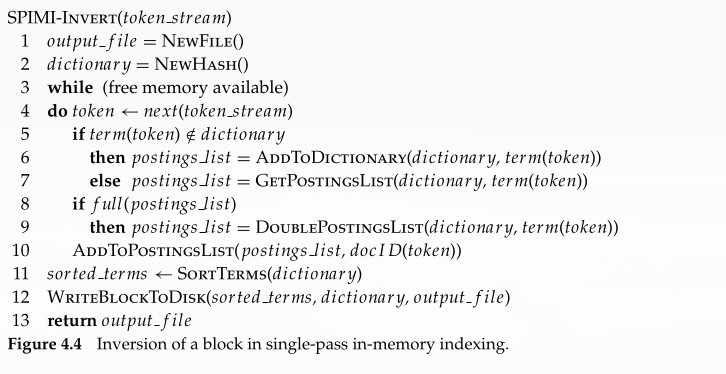 SPIMI-INVERT(token_stream)
1 output_file = NEWFILE()
2 dictionary = NEWHASH()
3 while (free memory available)
4 do token ← next(token_stream)
5 if term(token) ∉ dictionary
6 then postings_list = ADDTODICTIONARY(dictionary, term(token))
7 else postings_list = GETPOSTINGSLIST(dictionary, term(token))
8 if full(postings_list)
9 then postings_list = DOUBLEPOSTINGSLIST(dictionary, term(token))
10 ADDTOPOSTINGSLIST(postings_list, docID(token))
11 sorted_terms ← SORTTERMS(dictionary)
12 WRITEBLOCKTODISK(sorted_terms, dictionary, output_file)
13 return output_file
Figure 4.4 Inversion of a block in single-pass in-memory indexing.